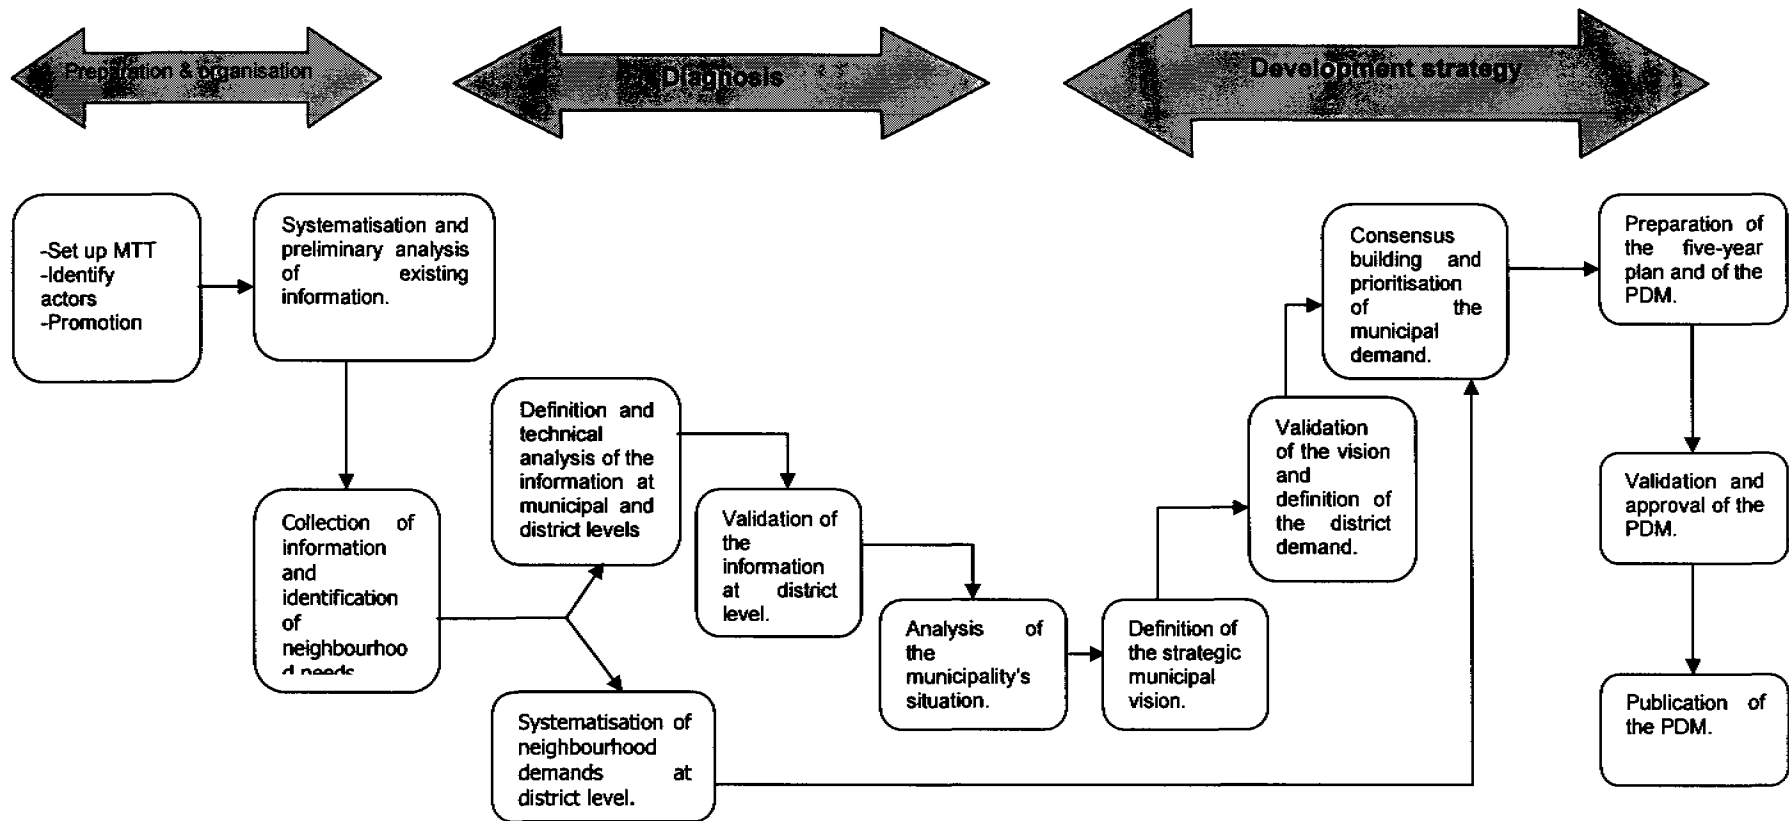 Preparation & organisation
Diagnosis
Development strategy
-Set up MTT
-Identify
actors
-Promotion
Systematisation and
preliminary analysis
of existing
information.
Collection of
information
and
identification
of
neighbourhoo
d needs
Definition and
technical
analysis of the
information at
municipal and
district levels
Systematisation of
neighbourhood
demands at
district level.
Validation of
the
information
at district
level.
Analysis of
the
municipality's
situation.
Definition of
the strategic
municipal
vision.
Validation
of the vision
and
definition of
the district
demand.
Consensus
building and
prioritisation
of the
municipal
demand.
Preparation of
the five-year
plan and of the
PDM.
Validation and
approval of the
PDM.
Publication of
the PDM.